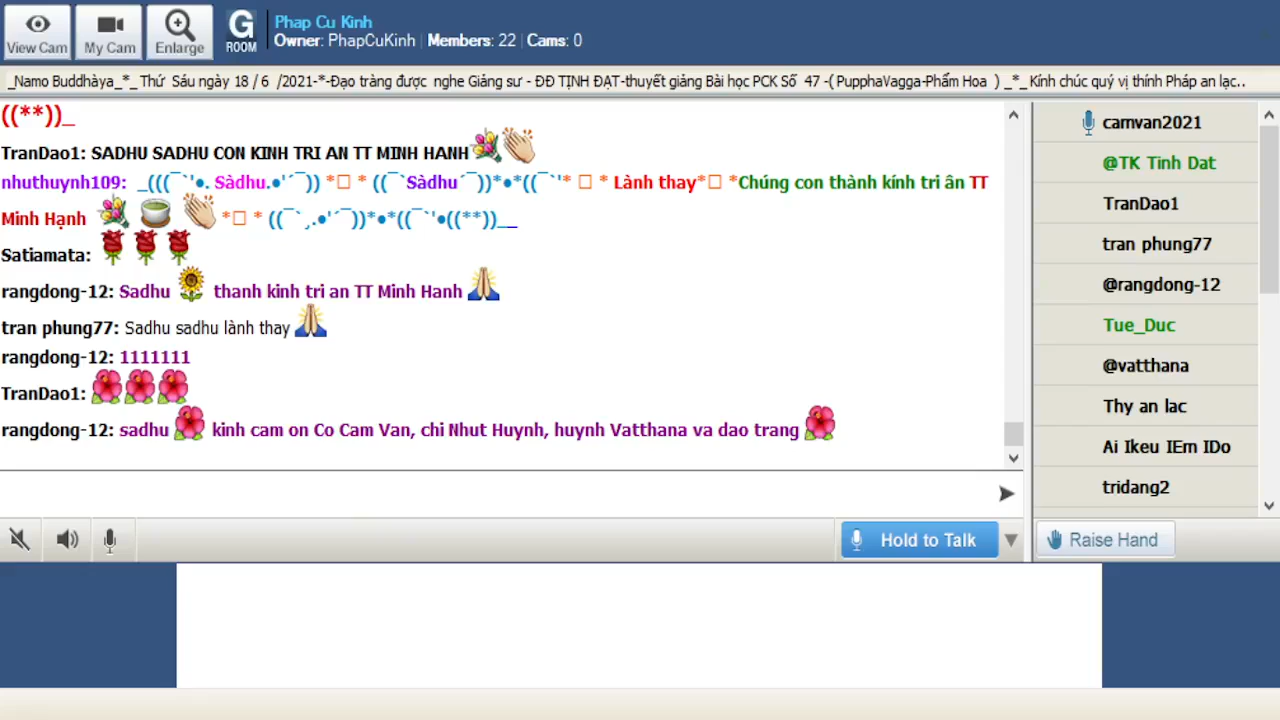 View Cam
My Cam
Enlarge
G
ROOM
Phap Cu Kinh
Owner: PhapCuKinh | Members: 22 | Cams: 0
_Namo Buddhàya_*_ Thứ Sáu ngày 18 / 6 /2021-*-Đạo tràng được nghe Giảng sư - ĐĐ TỊNH ĐẠT-thuyết giảng Bài học PCK Số 47 -( PupphaVagga-Phẩm Hoa ) _*_ Kính chúc quý vị thính Pháp an lạc..
((**))_
TranDao1: SADHU SADHU CON KINH TRI AN TT MINH HANH
nhuthuynh109: _(((¯`'•. Sàdhu.•'´¯)) *▯ * ((¯`Sàdhu´¯))*•*((¯`'* ▯ * Lành thay*▯ *Chúng con thành kính tri ân TT
Minh Hạnh *▯ * ((¯`¸.•'´¯))*•*((¯`'•((**))__
Satiamata:
rangdong-12: Sadhu thanh kinh tri an TT Minh Hanh
tran phung77: Sadhu sadhu lành thay
rangdong-12: 1111111
TranDao1:
rangdong-12: sadhu kinh cam on Co Cam Van, chi Nhut Huynh, huynh Vatthana va dao trang
camvan2021
@TK Tinh Dat
TranDao1
tran phung77
@rangdong-12
Tue_Duc
@vatthana
Thy an lac
Ai Ikeu IEm IDo
tridang2
Hold to Talk
Raise Hand